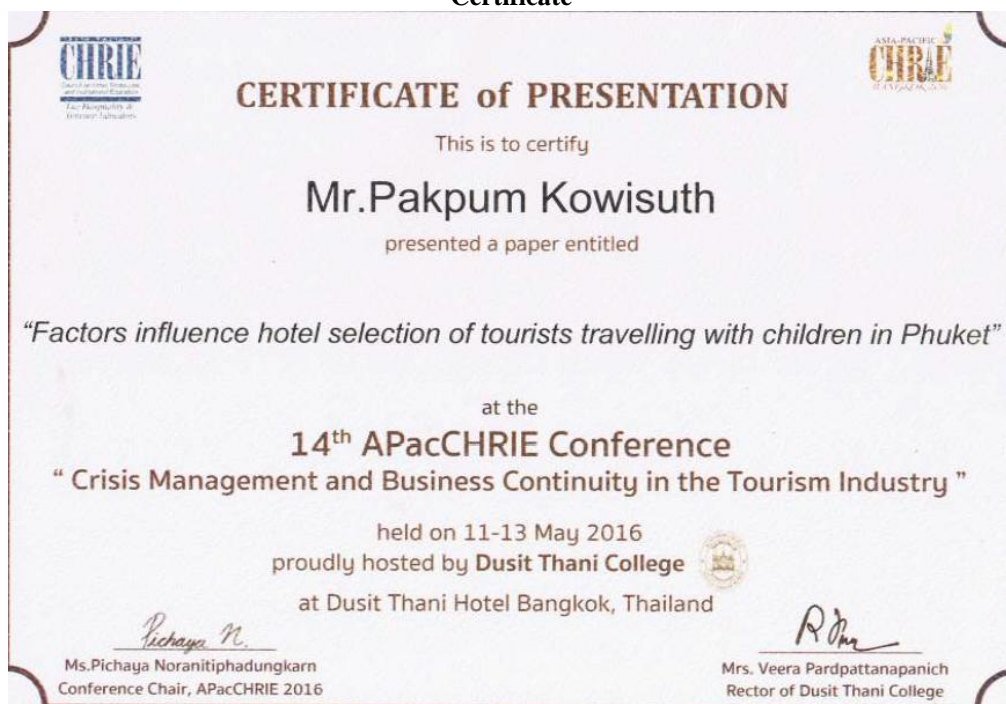 Certificate
CHRIE
ASIA-PACIFIC
CHRIE
CERTIFICATE of PRESENTATION
This is to certify
Mr.Pakpum Kowisuth
presented a paper entitled
“Factors influence hotel selection of tourists travelling with children in Phuket”
at the
14th APacCHRIE Conference
“ Crisis Management and Business Continuity in the Tourism Industry ”
held on 11-13 May 2016
proudly hosted by Dusit Thani College
at Dusit Thani Hotel Bangkok, Thailand
Pichaya N.
Ms.Pichaya Noranitiphadungkarn
Conference Chair, APacCHRIE 2016
Mrs. Veera Pardpattanapanich
Rector of Dusit Thani College